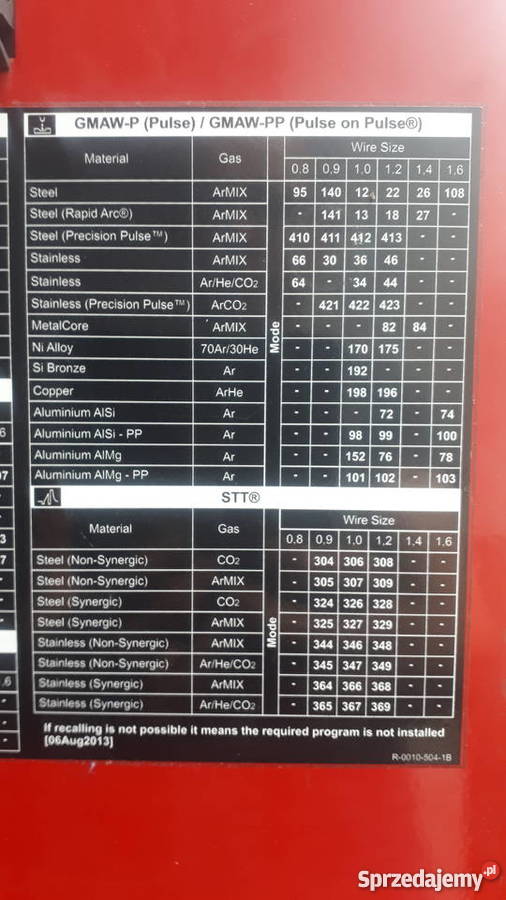 GMAW-P (Pulse) / GMAW-PP (Pulse on Pulse®)
Material Gas Wire Size
0.8 0.9 1.0 1.2 1.4 1.6
Mode
Steel ArMIX 95 140 12 22 26 108
Steel (Rapid Arc®) ArMIX - 141 13 18 27 -
Steel (Precision Pulse™) ArMIX 410 411 412 413 - -
Stainless ArMIX 66 30 36 46 - -
Stainless Ar/He/CO2 64 - 34 44 - -
Stainless (Precision Pulse™) ArCO2 - 421 422 423 - -
MetalCore ArMIX - - - 82 84 -
Ni Alloy 70Ar/30He - - 170 175 - -
Si Bronze Ar - - 192 - - -
Copper ArHe - - 198 196 - -
Aluminium AlSi Ar - - - 72 - 74
Aluminium AlSi - PP Ar - - 98 99 - 100
Aluminium AlMg Ar - - 152 76 - 78
Aluminium AlMg - PP Ar - - 101 102 - 103
STT®
Material Gas Wire Size
0.8 0.9 1.0 1.2 1.4 1.6
Mode
Steel (Non-Synergic) CO2 - 304 306 308 - -
Steel (Non-Synergic) ArMIX - 305 307 309 - -
Steel (Synergic) CO2 - 324 326 328 - -
Steel (Synergic) ArMIX - 325 327 329 - -
Stainless (Non-Synergic) ArMIX - 344 346 348 - -
Stainless (Non-Synergic) Ar/He/CO2 - 345 347 349 - -
Stainless (Synergic) ArMIX - 364 366 368 - -
Stainless (Synergic) Ar/He/CO2 - 365 367 369 - -
If recalling is not possible it means the required program is not installed
[06Aug2013]
R-0010-504-1B
Sprzedajemy.pl